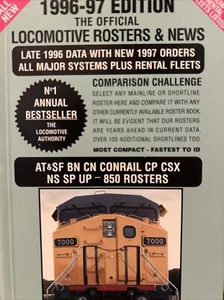 ALL NEW
1996-97 EDITION
THE OFFICIAL
LOCOMOTIVE ROSTERS & NEWS
LATE 1996 DATA WITH NEW 1997 ORDERS
ALL MAJOR SYSTEMS PLUS RENTAL FLEETS
Nº1
ANNUAL
BESTSELLER
THE
LOCOMOTIVE
AUTHORITY
COMPARISON CHALLENGE
SELECT ANY MAINLINE OR SHORTLINE
ROSTER HERE AND COMPARE IT WITH ANY
OTHER CURRENTLY AVAILABLE ROSTER BOOK.
IT WILL BE EVIDENT THAT OUR ROSTERS
ARE YEARS AHEAD IN CURRENT DATA.
OVER 100 ADDITIONAL SHORTLINES TOO.
MOST COMPACT - FASTEST TO ID
AT&SF BN CN CONRAIL CP CSX
NS SP UP – 850 ROSTERS
7000
7000